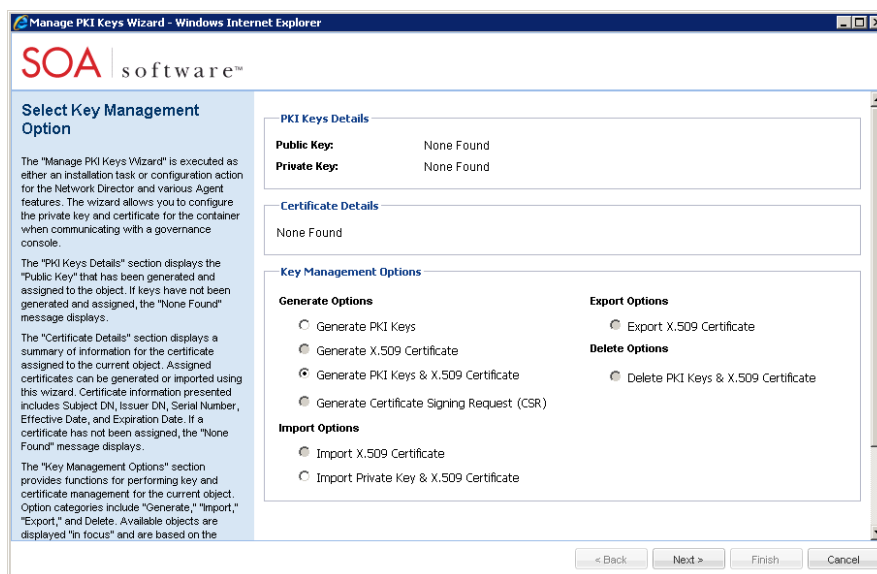 Manage PKI Keys Wizard - Windows Internet Explorer
SOA software™
Select Key Management
Option
The "Manage PKI Keys Wizard" is executed as
either an installation task or configuration action
for the Network Director and various Agent
features. The wizard allows you to configure
the private key and certificate for the container
when communicating with a governance
console.
The "PKI Keys Details" section displays the
"Public Key" that has been generated and
assigned to the object. If keys have not been
generated and assigned, the "None Found"
message displays.
The "Certificate Details" section displays a
summary of information for the certificate
assigned to the current object. Assigned
certificates can be generated or imported using
this wizard. Certificate information presented
includes Subject DN, Issuer DN, Serial Number,
Effective Date, and Expiration Date. If a
certificate has not been assigned, the "None
Found" message displays.
The "Key Management Options" section
provides functions for performing key and
certificate management for the current object.
Option categories include "Generate," "Import,"
"Export," and Delete. Available objects are
displayed "in focus" and are based on the
PKI Keys Details
Public Key: None Found
Private Key: None Found
Certificate Details
None Found
Key Management Options
Generate Options
Generate PKI Keys
Generate X.509 Certificate
Generate PKI Keys & X.509 Certificate
Generate Certificate Signing Request (CSR)
Import Options
Import X.509 Certificate
Import Private Key & X.509 Certificate
Export Options
Export X.509 Certificate
Delete Options
Delete PKI Keys & X.509 Certificate
< Back Next > Finish Cancel